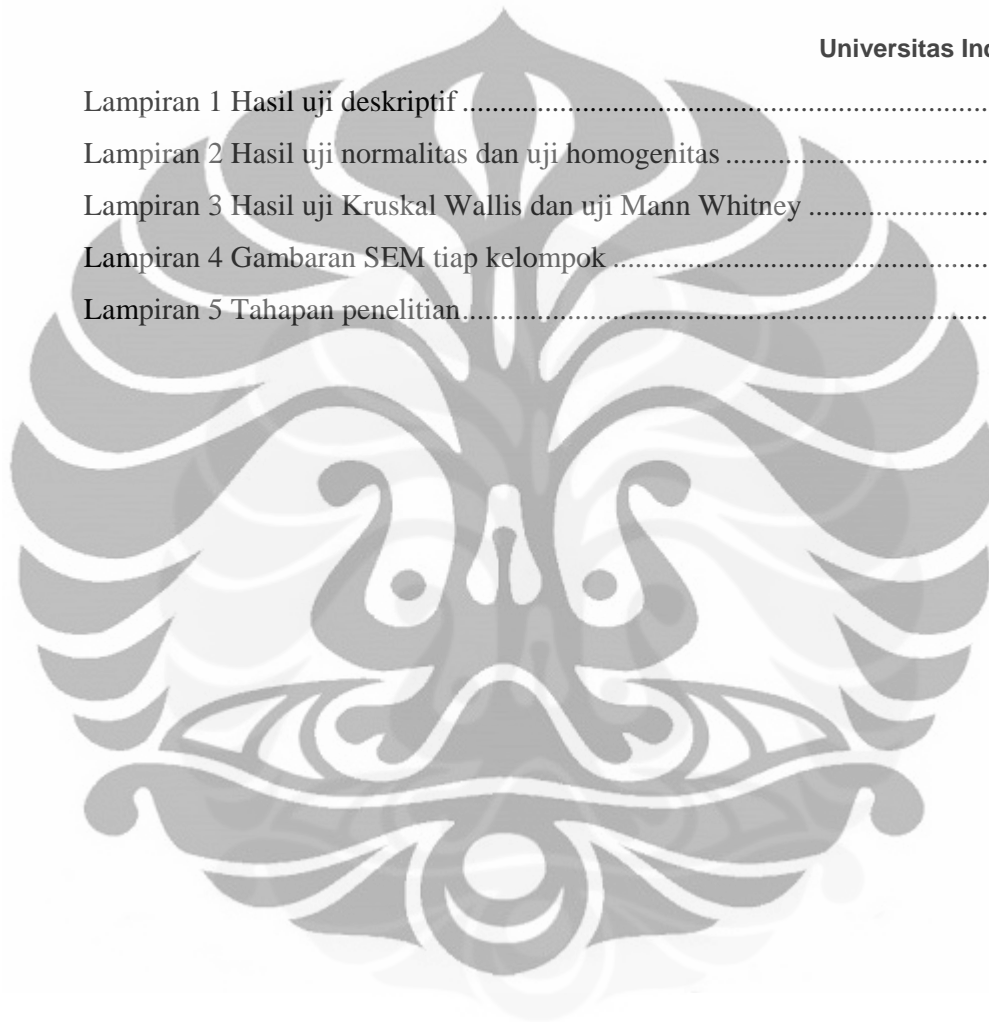 Universitas Ind
Lampiran 1 Hasil uji deskriptif ................................................................................
Lampiran 2 Hasil uji normalitas dan uji homogenitas ........................................
Lampiran 3 Hasil uji Kruskal Wallis dan uji Mann Whitney ...........................
Lampiran 4 Gambaran SEM tiap kelompok .........................................................
Lampiran 5 Tahapan penelitian................................................................................